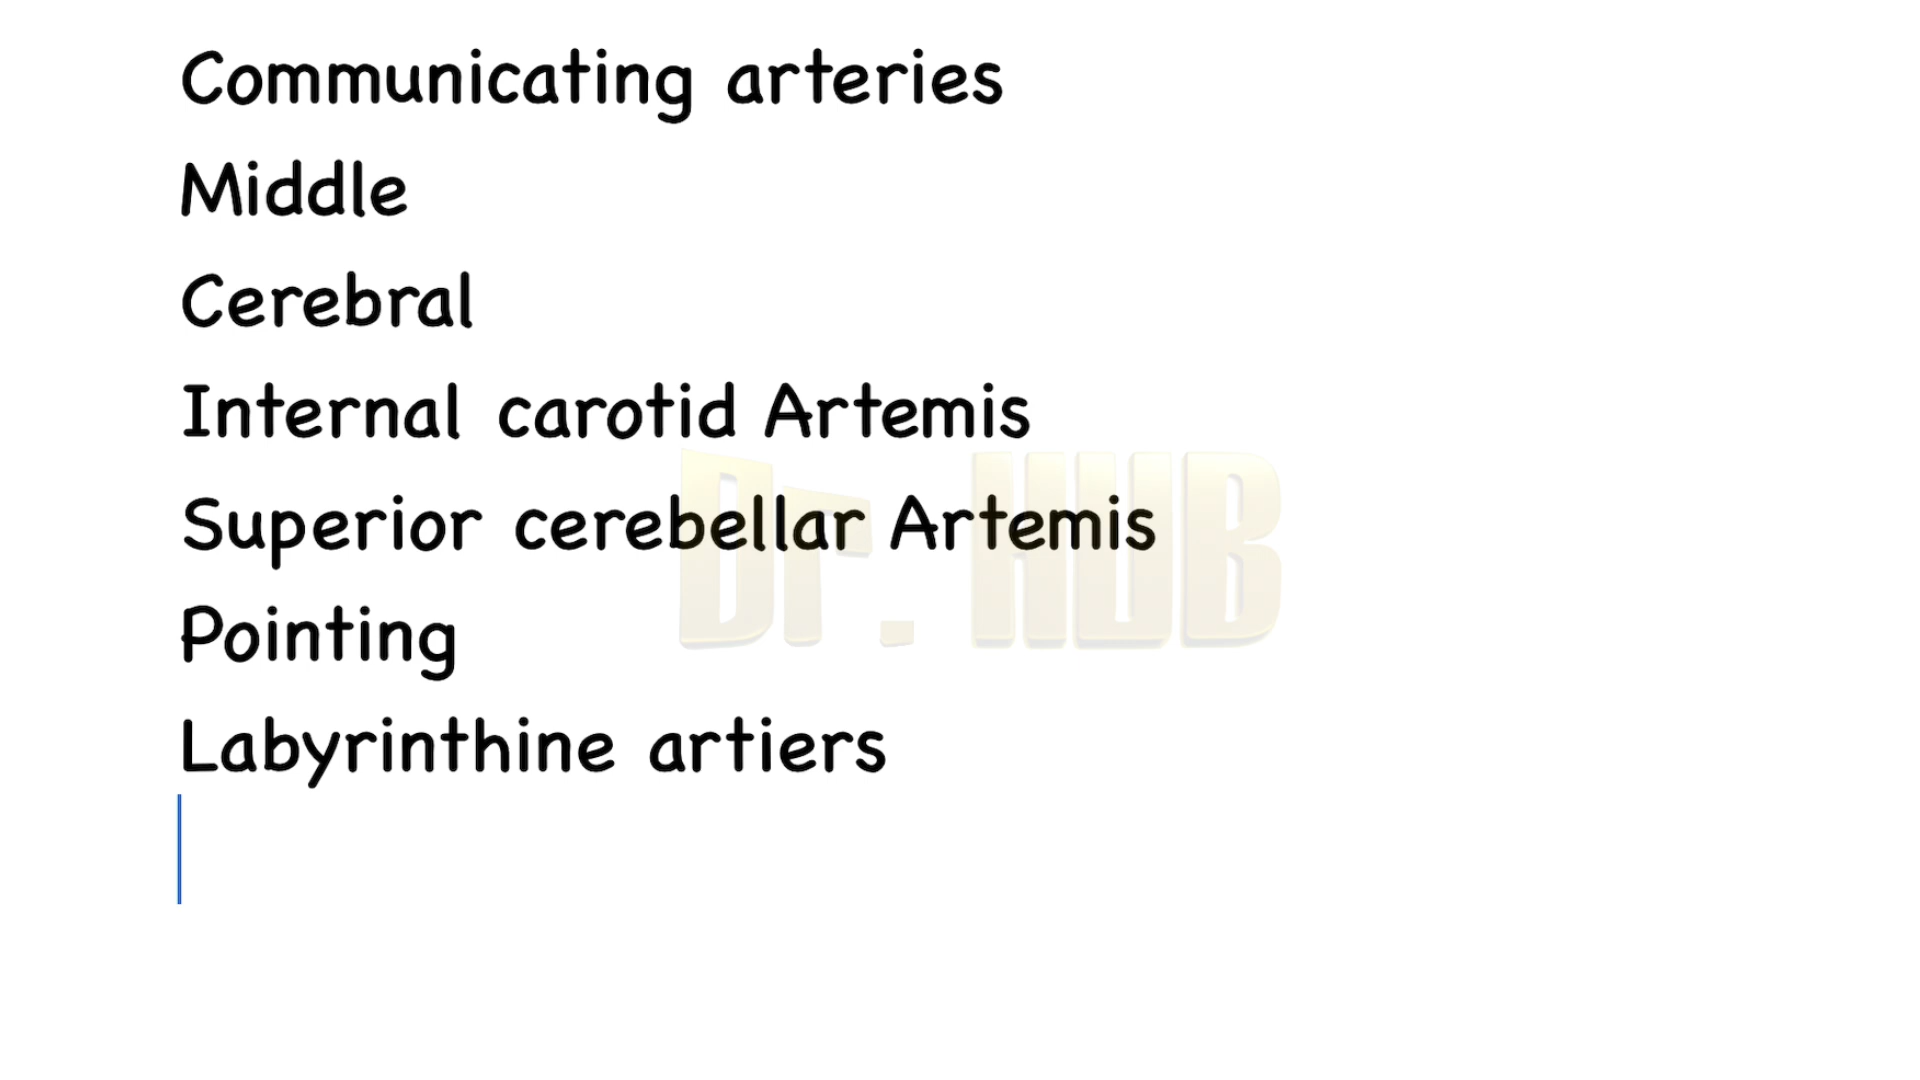 Communicating arteries
Middle
Cerebral
Internal carotid Artemis
Superior cerebellar Artemis
Dr. HUB
Pointing
Labyrinthine artiers